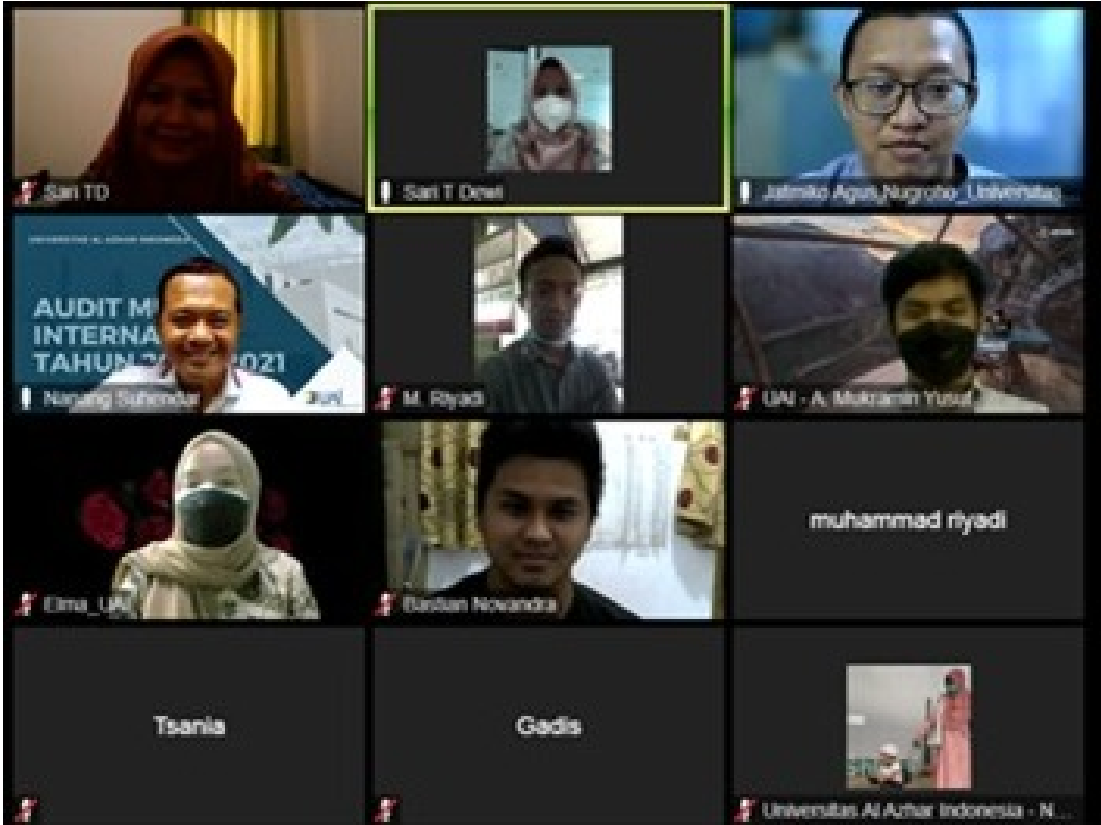 Sari TD
Sari T Dewi
Jatmiko Agus Nugroho_Universitas
UNIVERSITAS AL AZHAR INDONESIA
AUDIT M
INTERNA
TAHUN 2021
Nanang Suhendar
UAI
M. Riyadi
UAI - A. Mukramin Yusuf
Elma_UAI
Bastian Novandra
muhammad riyadi
Tsania
Gadis
Universitas Al Azhar Indonesia - N...